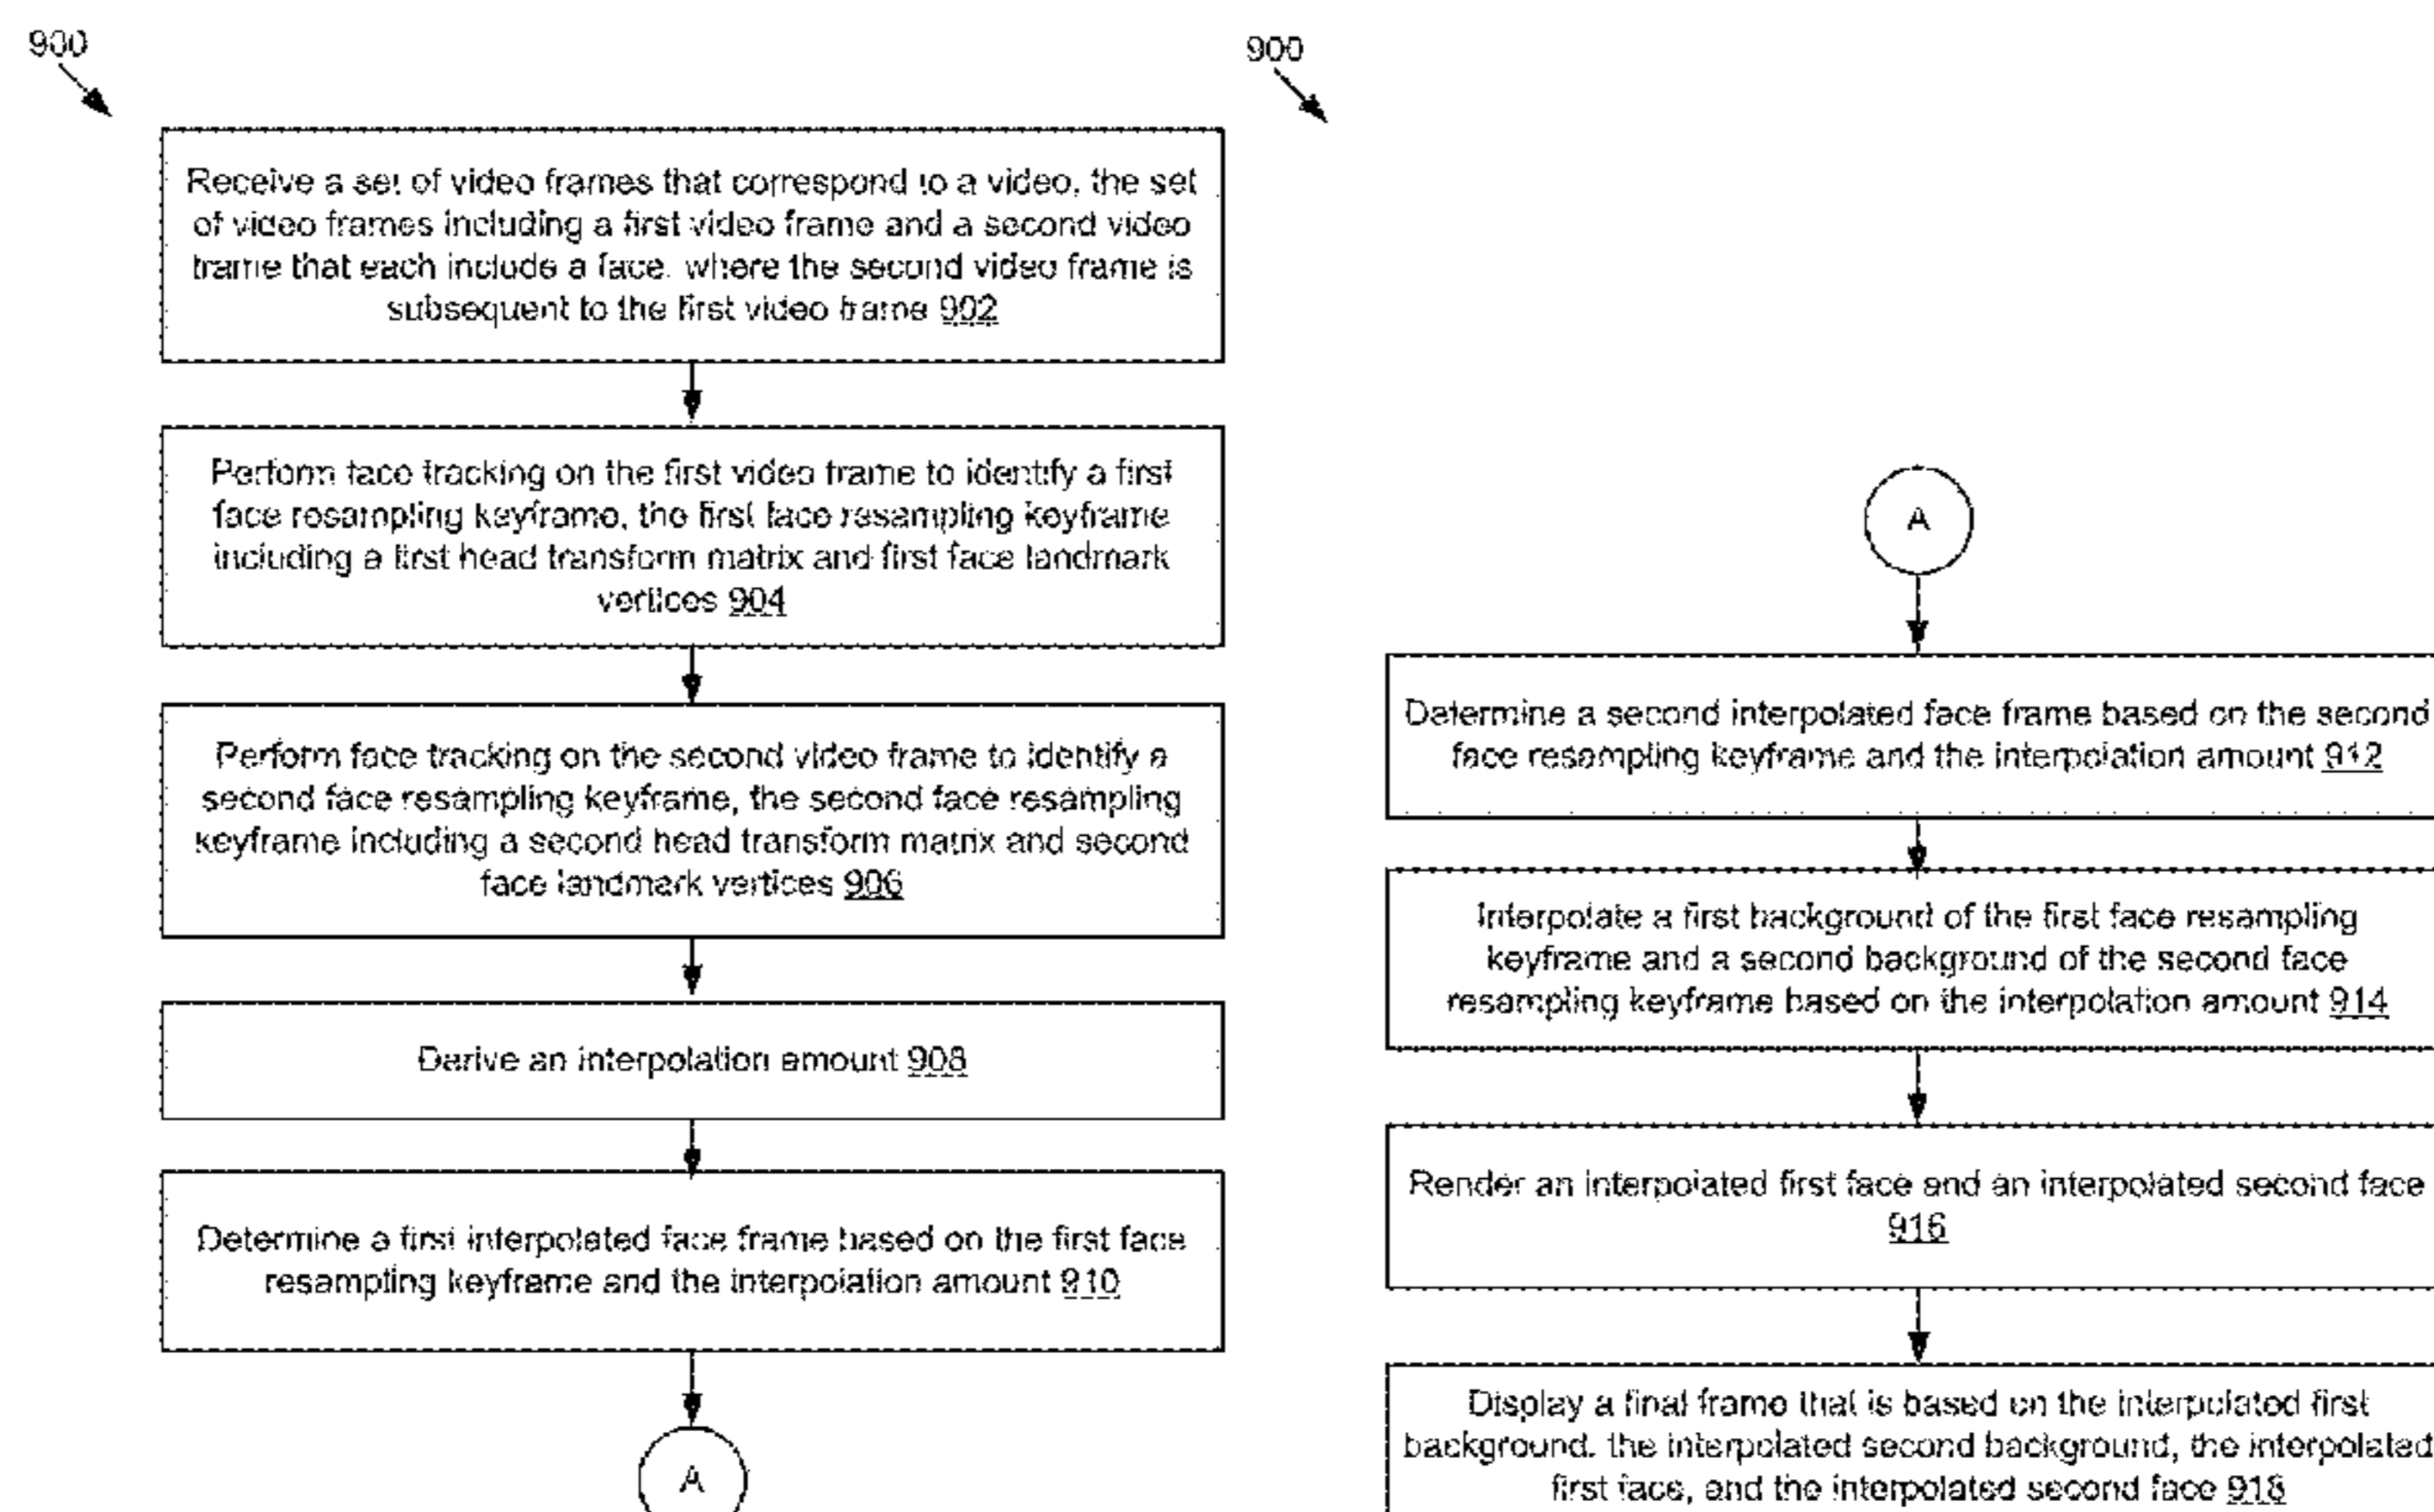 900
Receive a set of video frames that correspond to a video, the set
of video frames including a first video frame and a second video
frame that each include a face, where the second video frame is
subsequent to the first video frame 902
Perform face tracking on the first video frame to identify a first
face resampling keyframe, the first face resampling keyframe
including a first head transform matrix and first face landmark
vertices 904
Perform face tracking on the second video frame to identify a
second face resampling keyframe, the second face resampling
keyframe including a second head transform matrix and second
face landmark vertices 906
Derive an interpolation amount 908
Determine a first interpolated face frame based on the first face
resampling keyframe and the interpolation amount 910
A
900
A
Determine a second interpolated face frame based on the second
face resampling keyframe and the interpolation amount 912
Interpolate a first background of the first face resampling
keyframe and a second background of the second face
resampling keyframe based on the interpolation amount 914
Render an interpolated first face and an interpolated second face
916
Display a final frame that is based on the interpolated first
background, the interpolated second background, the interpolated
first face, and the interpolated second face 918